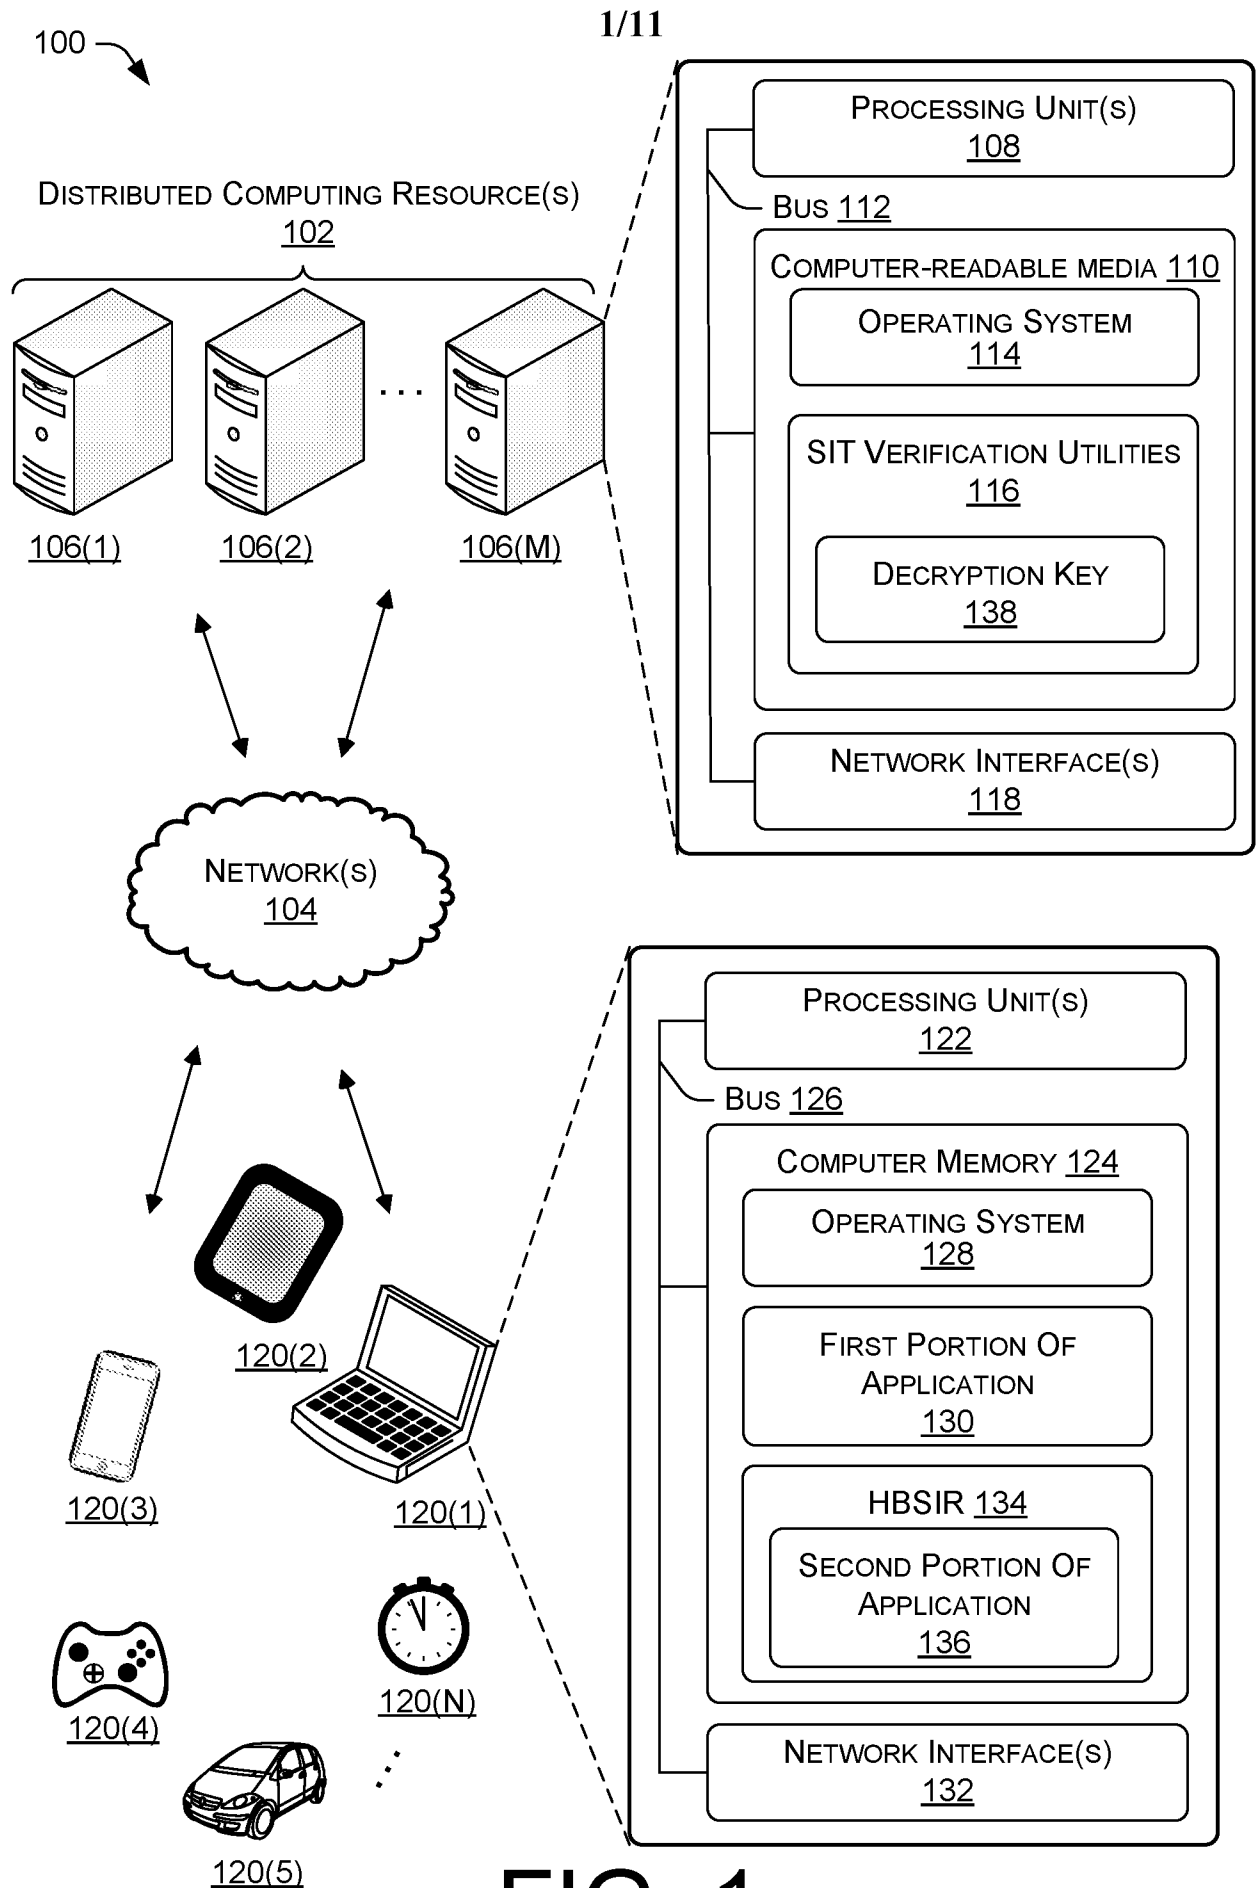 1/11
100
DISTRIBUTED COMPUTING RESOURCE(S)
102
106(1)
106(2)
...
106(M)
PROCESSING UNIT(S)
108
BUS 112
COMPUTER-READABLE MEDIA 110
OPERATING SYSTEM
114
SIT VERIFICATION UTILITIES
116
DECRYPTION KEY
138
NETWORK INTERFACE(S)
118
NETWORK(S)
104
PROCESSING UNIT(S)
122
BUS 126
COMPUTER MEMORY 124
OPERATING SYSTEM
128
FIRST PORTION OF
APPLICATION
130
HBSIR 134
SECOND PORTION OF
APPLICATION
136
NETWORK INTERFACE(S)
132
120(2)
120(3)
120(1)
120(4)
120(N)
...
120(5)
FIG. 1